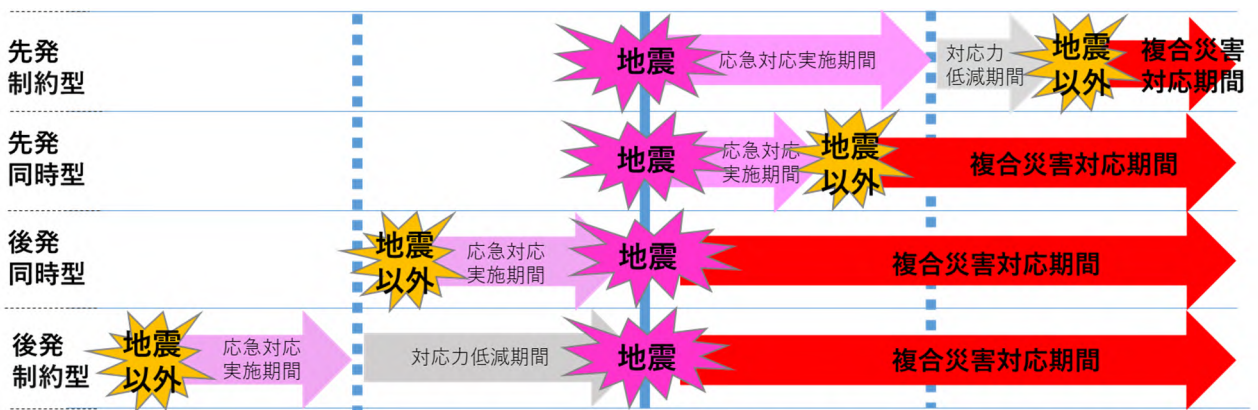 先発
制約型
地震
応急対応実施期間
対応力
低減期間
地震
以外
複合災害
対応期間
先発
同時型
地震
応急対応
実施期間
地震
以外
複合災害対応期間
後発
同時型
地震
以外
応急対応
実施期間
地震
複合災害対応期間
後発
制約型
地震
以外
応急対応
実施期間
対応力低減期間
地震
複合災害対応期間